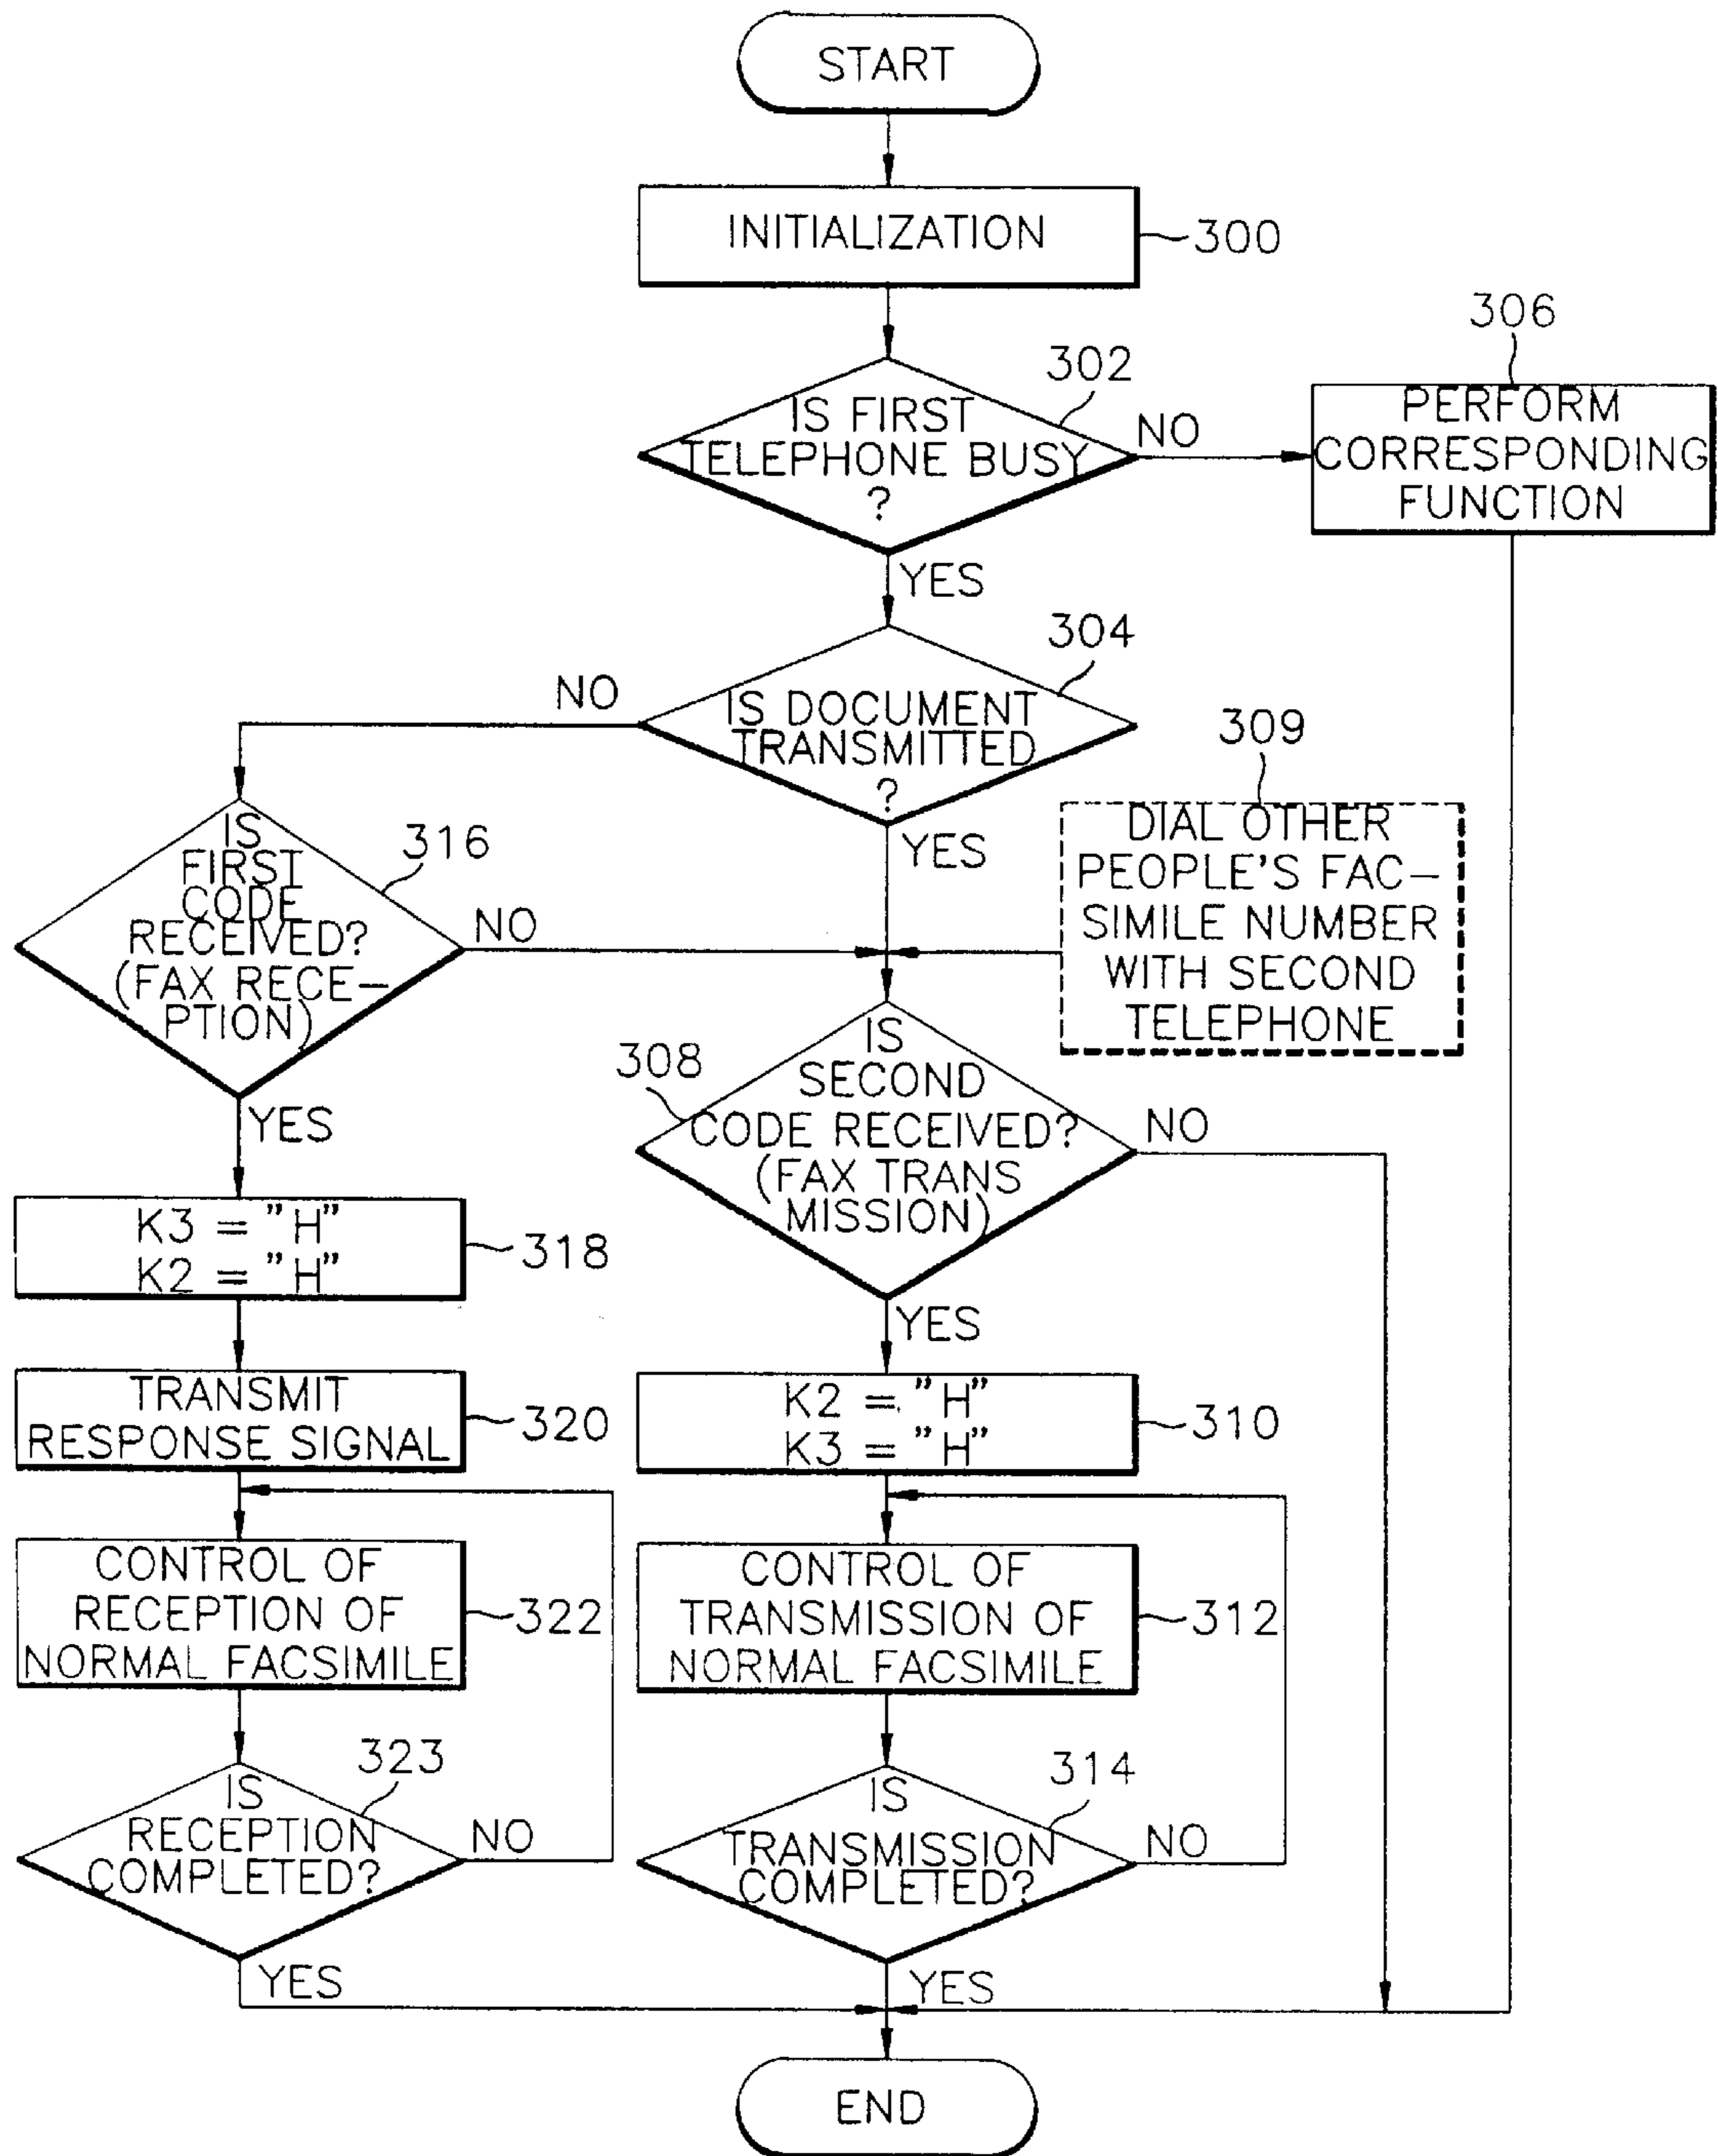 START
INITIALIZATION
300
306
302
IS FIRST
TELEPHONE BUSY
?
NO
PERFORM
CORRESPONDING
FUNCTION
YES
304
NO
IS DOCUMENT
TRANSMITTED
?
YES
309
DIAL OTHER
PEOPLE'S FAC-
SIMILE NUMBER
WITH SECOND
TELEPHONE
316
IS
FIRST
CODE
RECEIVED?
(FAX RECE-
PTION)
NO
YES
308
IS
SECOND
CODE RECEIVED?
(FAX TRANS
MISSION)
NO
YES
K3 = "H"
K2 = "H"
318
TRANSMIT
RESPONSE SIGNAL
320
K2 = "H"
K3 = "H"
310
CONTROL OF
RECEPTION OF
NORMAL FACSIMILE
322
CONTROL OF
TRANSMISSION OF
NORMAL FACSIMILE
312
323
IS
RECEPTION
COMPLETED?
NO
YES
314
IS
TRANSMISSION
COMPLETED?
NO
YES
END